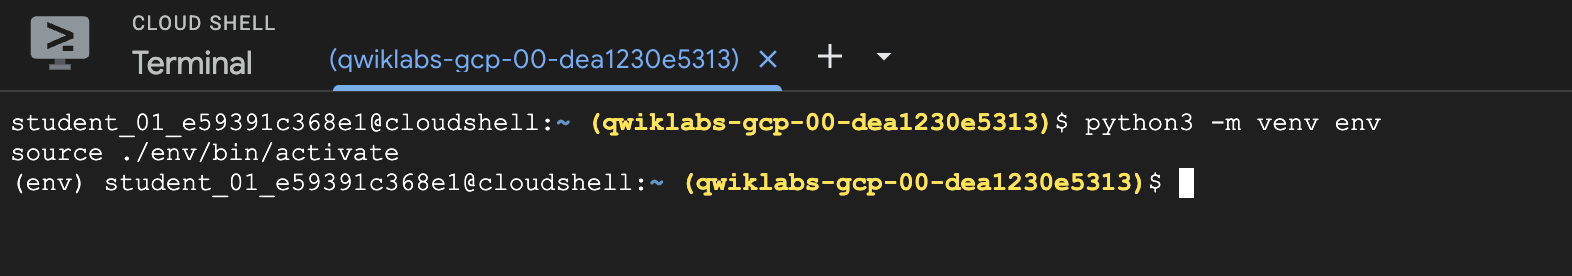 CLOUD SHELL
Terminal
(qwiklabs-gcp-00-dea1230e5313)
student_01_e59391c368e1@cloudshell:~ (qwiklabs-gcp-00-dea1230e5313)$ python3 -m venv env
source ./env/bin/activate
(env) student_01_e59391c368e1@cloudshell:~ (qwiklabs-gcp-00-dea1230e5313)$